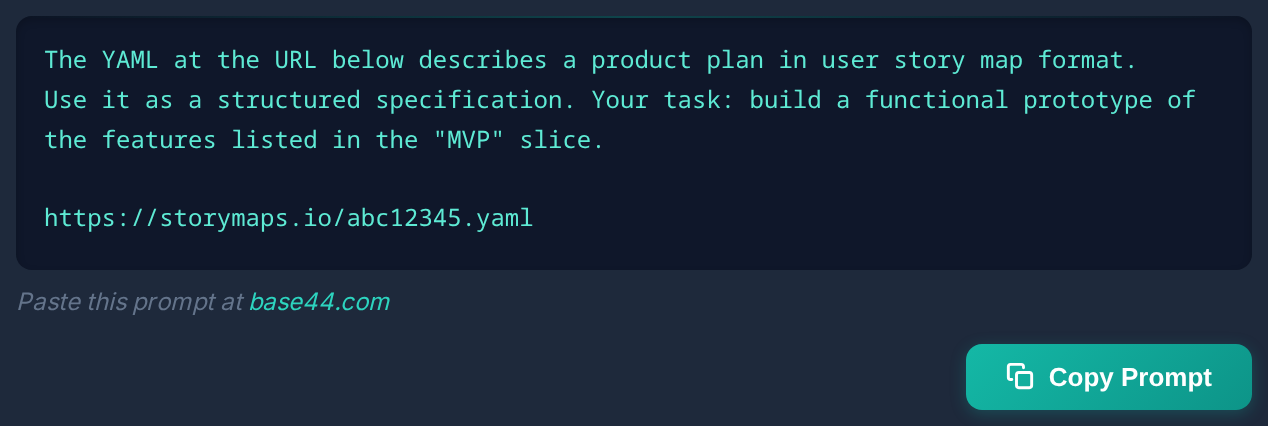 The YAML at the URL below describes a product plan in user story map format.
Use it as a structured specification. Your task: build a functional prototype of
the features listed in the "MVP" slice.
https://storymaps.io/abc12345.yaml
Paste this prompt at base44.com
Copy Prompt